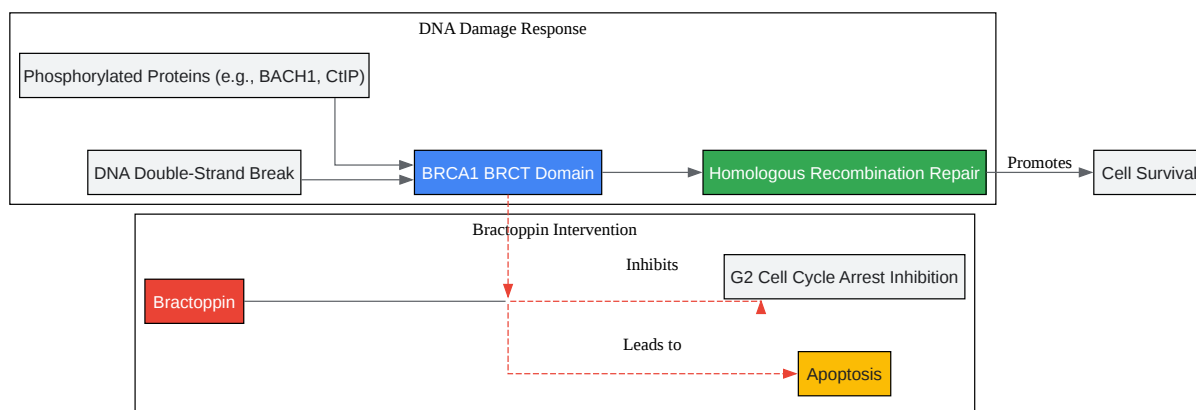 DNA Damage Response
Phosphorylated Proteins (e.g., BACH1, CtIP)
DNA Double-Strand Break
BRCA1 BRCT Domain
Homologous Recombination Repair
Promotes
Cell Survival
Bractoppin Intervention
Inhibits
G2 Cell Cycle Arrest Inhibition
Bractoppin
Leads to
Apoptosis